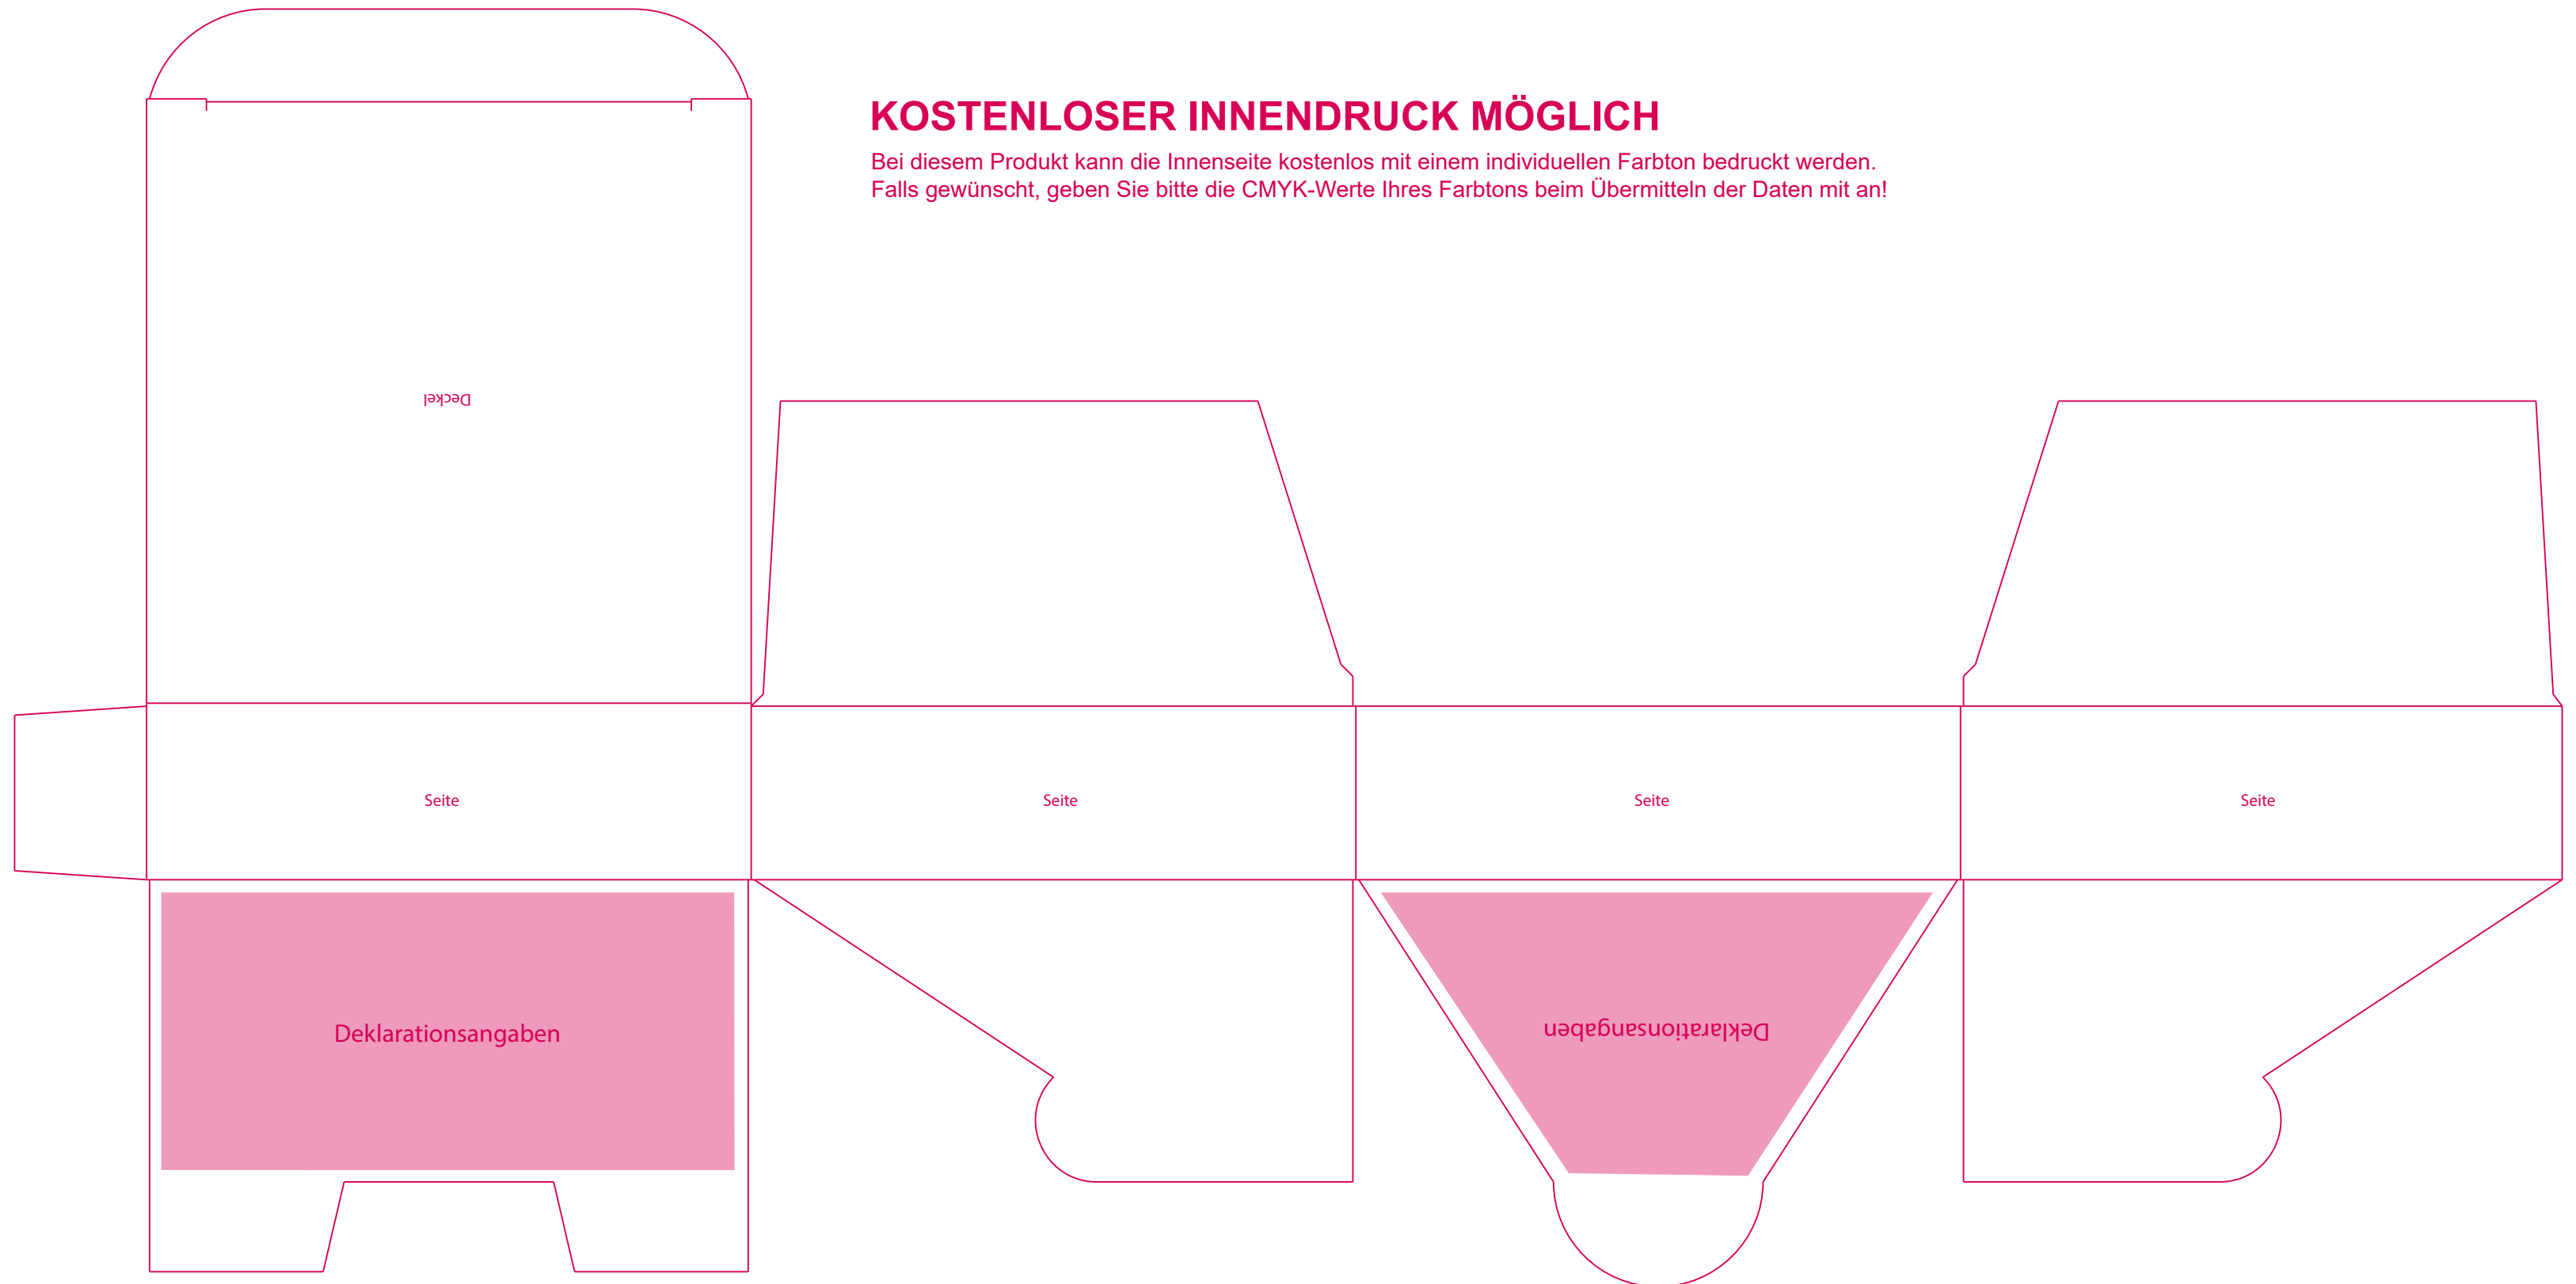 KOSTENLOSER INNENDRUCK MÖGLICH
Bei diesem Produkt kann die Innenseite kostenlos mit einem individuellen Farbton bedruckt werden.
Falls gewünscht, geben Sie bitte die CMYK-Werte Ihres Farbtons beim Übermitteln der Daten mit an!
Deckel
Seite
Seite
Seite
Seite
Deklarationsangaben
Deklarationsangaben